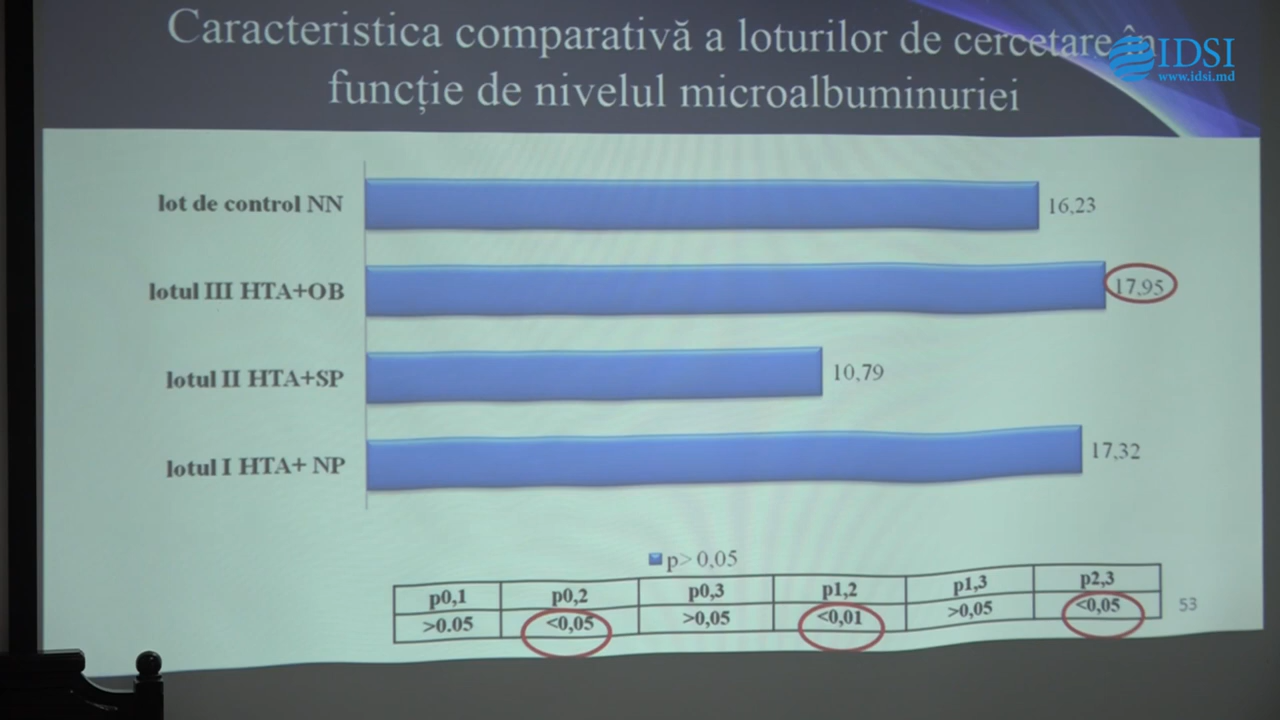 Caracteristica comparativă a loturilor de cercetare în
funcție de nivelul microalbuminuriei
IDSI
www.idsi.md
lot de control NN
16,23
lotul III HTA+OB
17,95
lotul II HTA+SP
10,79
lotul I HTA+ NP
17,32
p> 0,05
p0,1 p0,2 p0,3 p1,2 p1,3 p2,3
>0.05 <0,05 >0,05 <0,01 >0,05 <0,05
53